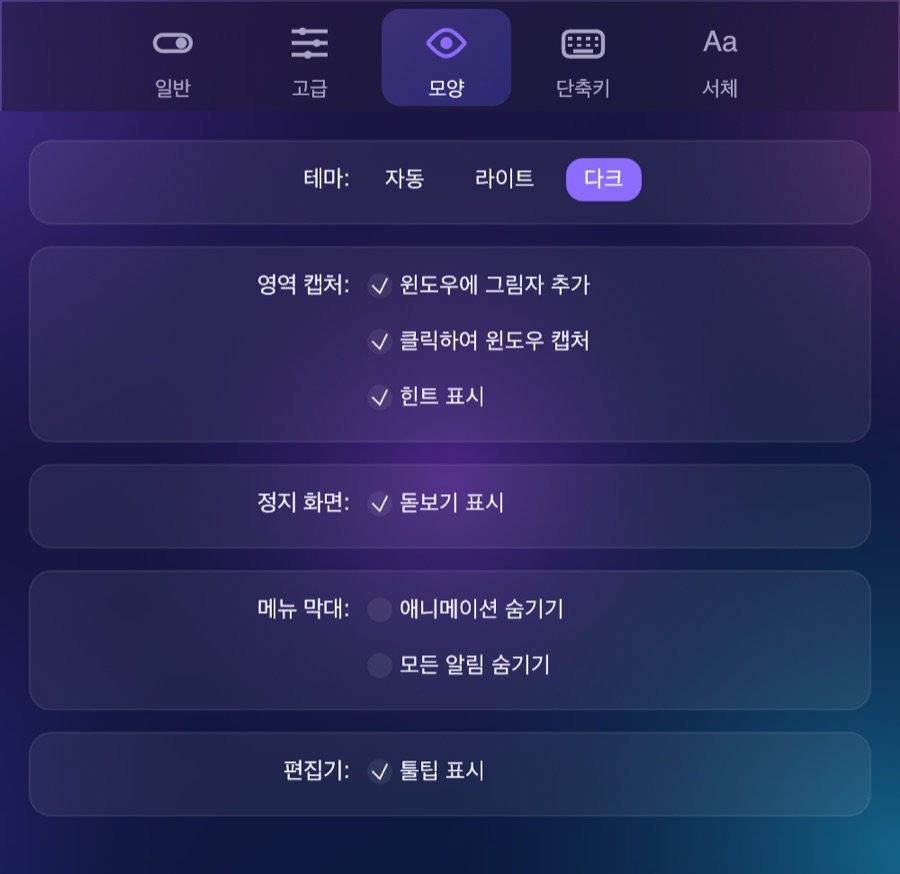 일반 고급 모양 단축키 Aa 서체
테마: 자동 라이트 다크
영역 캡처: 윈도우에 그림자 추가
클릭하여 윈도우 캡처
힌트 표시
정지 화면: 돋보기 표시
메뉴 막대: 애니메이션 숨기기
모든 알림 숨기기
편집기: 툴팁 표시